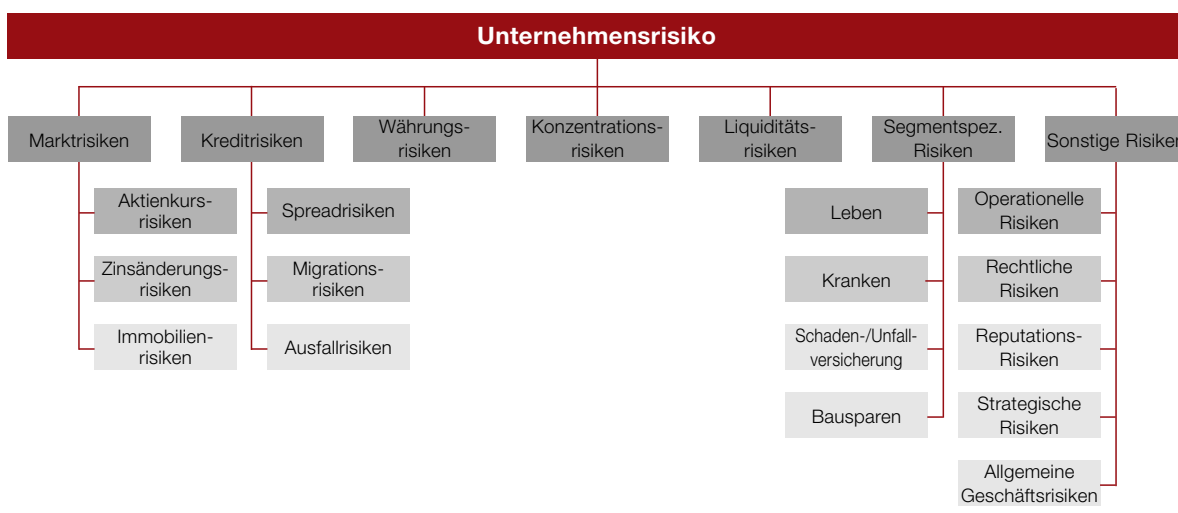 Unternehmensrisiko
Marktrisiken
Kreditrisiken
Währungs-
risiken
Konzentrations-
risiken
Liquiditäts-
risiken
Segmentspez.
Risiken
Sonstige Risiken
Aktienkurs-
risiken
Zinsänderungs-
risiken
Immobilien-
risiken
Spreadrisiken
Migrations-
risiken
Ausfallrisiken
Leben
Kranken
Schaden-/Unfall-
versicherung
Bausparen
Operationelle
Risiken
Rechtliche
Risiken
Reputations-
Risiken
Strategische
Risiken
Allgemeine
Geschäftsrisiken